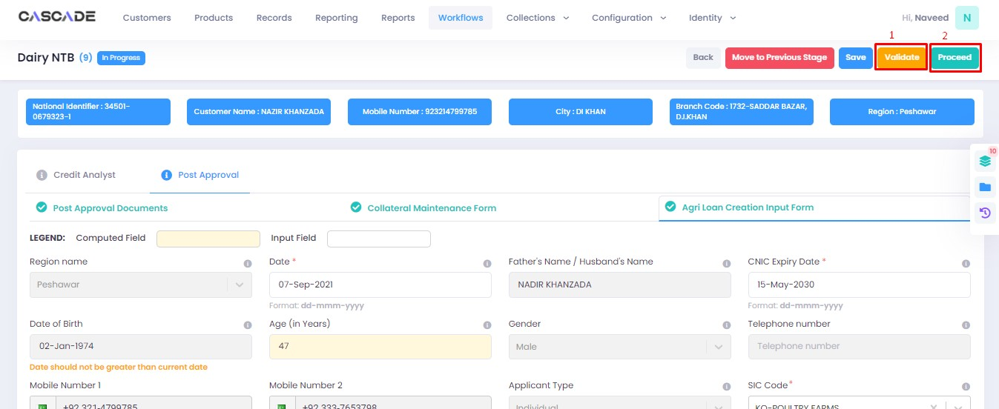 CASCADE
Customers
Products
Records
Reporting
Reports
Workflows
Collections
Configuration
Identity
Hi, Naveed
N
1
2
Dairy NTB (9) In Progress
Back
Move to Previous Stage
Save
Validate
Proceed
National Identifier : 34501-
0679323-1
Customer Name : NAZIR KHANZADA
Mobile Number : 923214799785
City : DI KHAN
Branch Code : 1732-SADDAR BAZAR,
D.I.KHAN
Region : Peshawar
10
Credit Analyst
Post Approval
Post Approval Documents
Collateral Maintenance Form
Agri Loan Creation Input Form
LEGEND: Computed Field
Input Field
Region name
Date *
Father's Name / Husband's Name
CNIC Expiry Date *
Peshawar
07-Sep-2021
NADIR KHANZADA
15-May-2030
Format: dd-mmm-yyyy
Format: dd-mmm-yyyy
Date of Birth
Age (in Years)
Gender
Telephone number
02-Jan-1974
47
Male
Telephone number
Date should not be greater than current date
Mobile Number 1
Mobile Number 2
Applicant Type
SIC Code*
+92 321-4799785
+92 333-7653798
Individual
KO-POULTRY FARMS